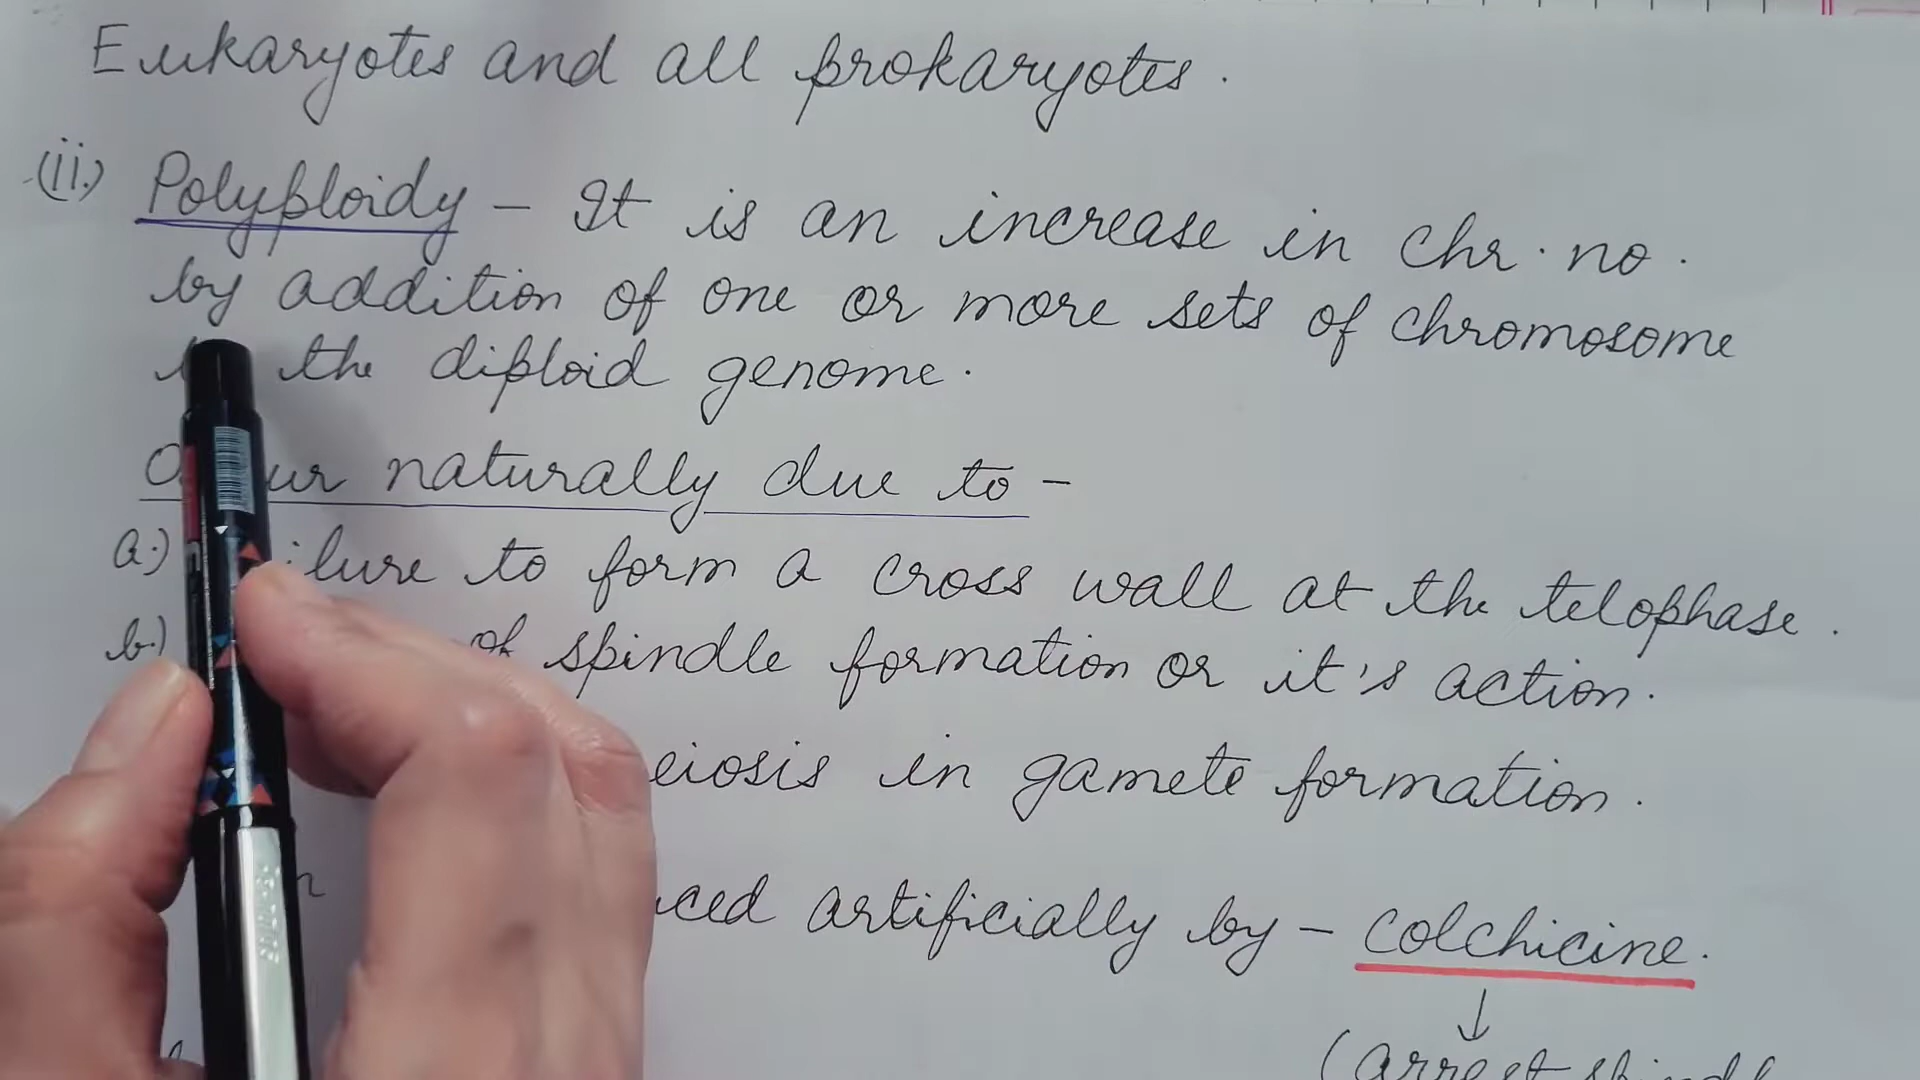 Eukaryotes and all prokaryotes.
(ii.) Polyploidy - It is an increase in chr. no.
by addition of one or more sets of chromosome
the diploid genome.
naturally due to -
a.) to form a cross wall at the telophase.
b.) of spindle formation or it's action.
in gamete formation.
artificially by - colchicine.
↓
(arrest